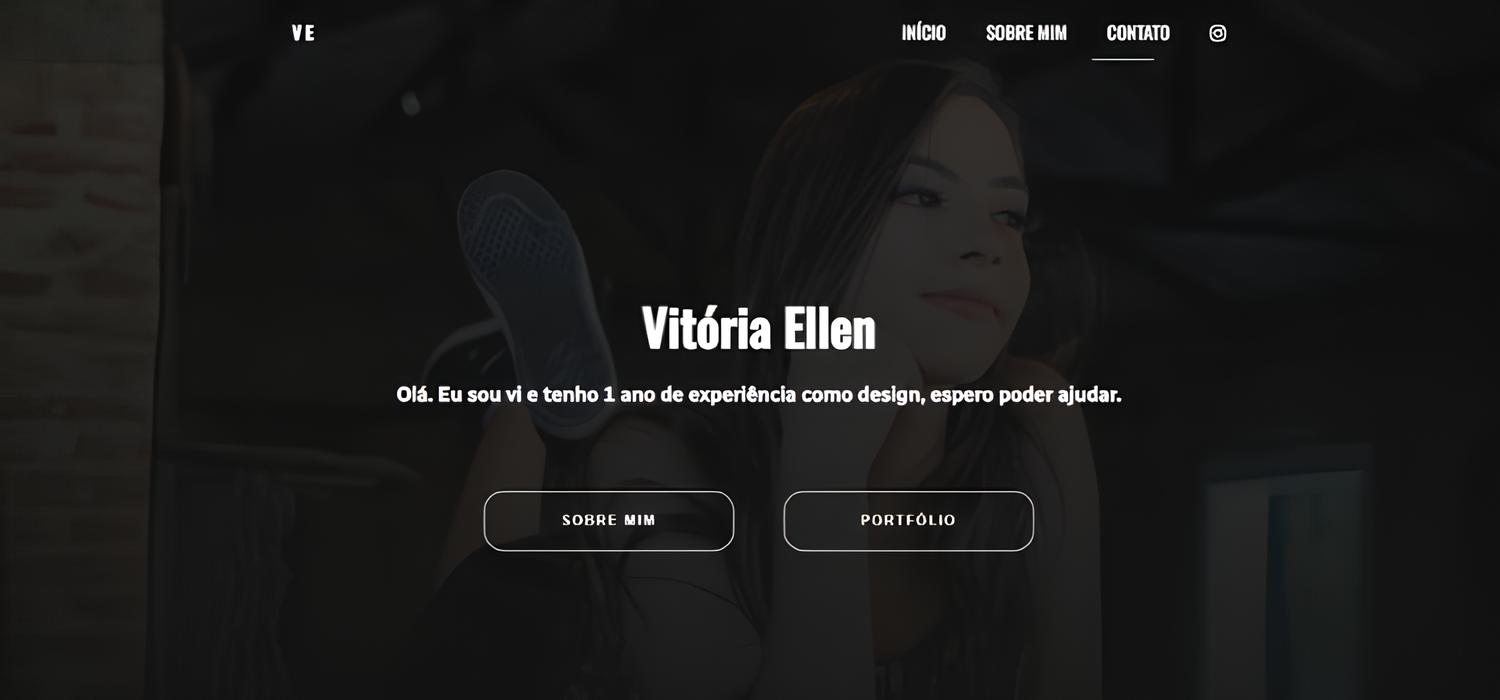 VE
INÍCIO SOBRE MIM CONTATO
Vitória Ellen
Olá. Eu sou vi e tenho 1 ano de experiência como design, espero poder ajudar.
SOBRE MIM PORTFÓLIO